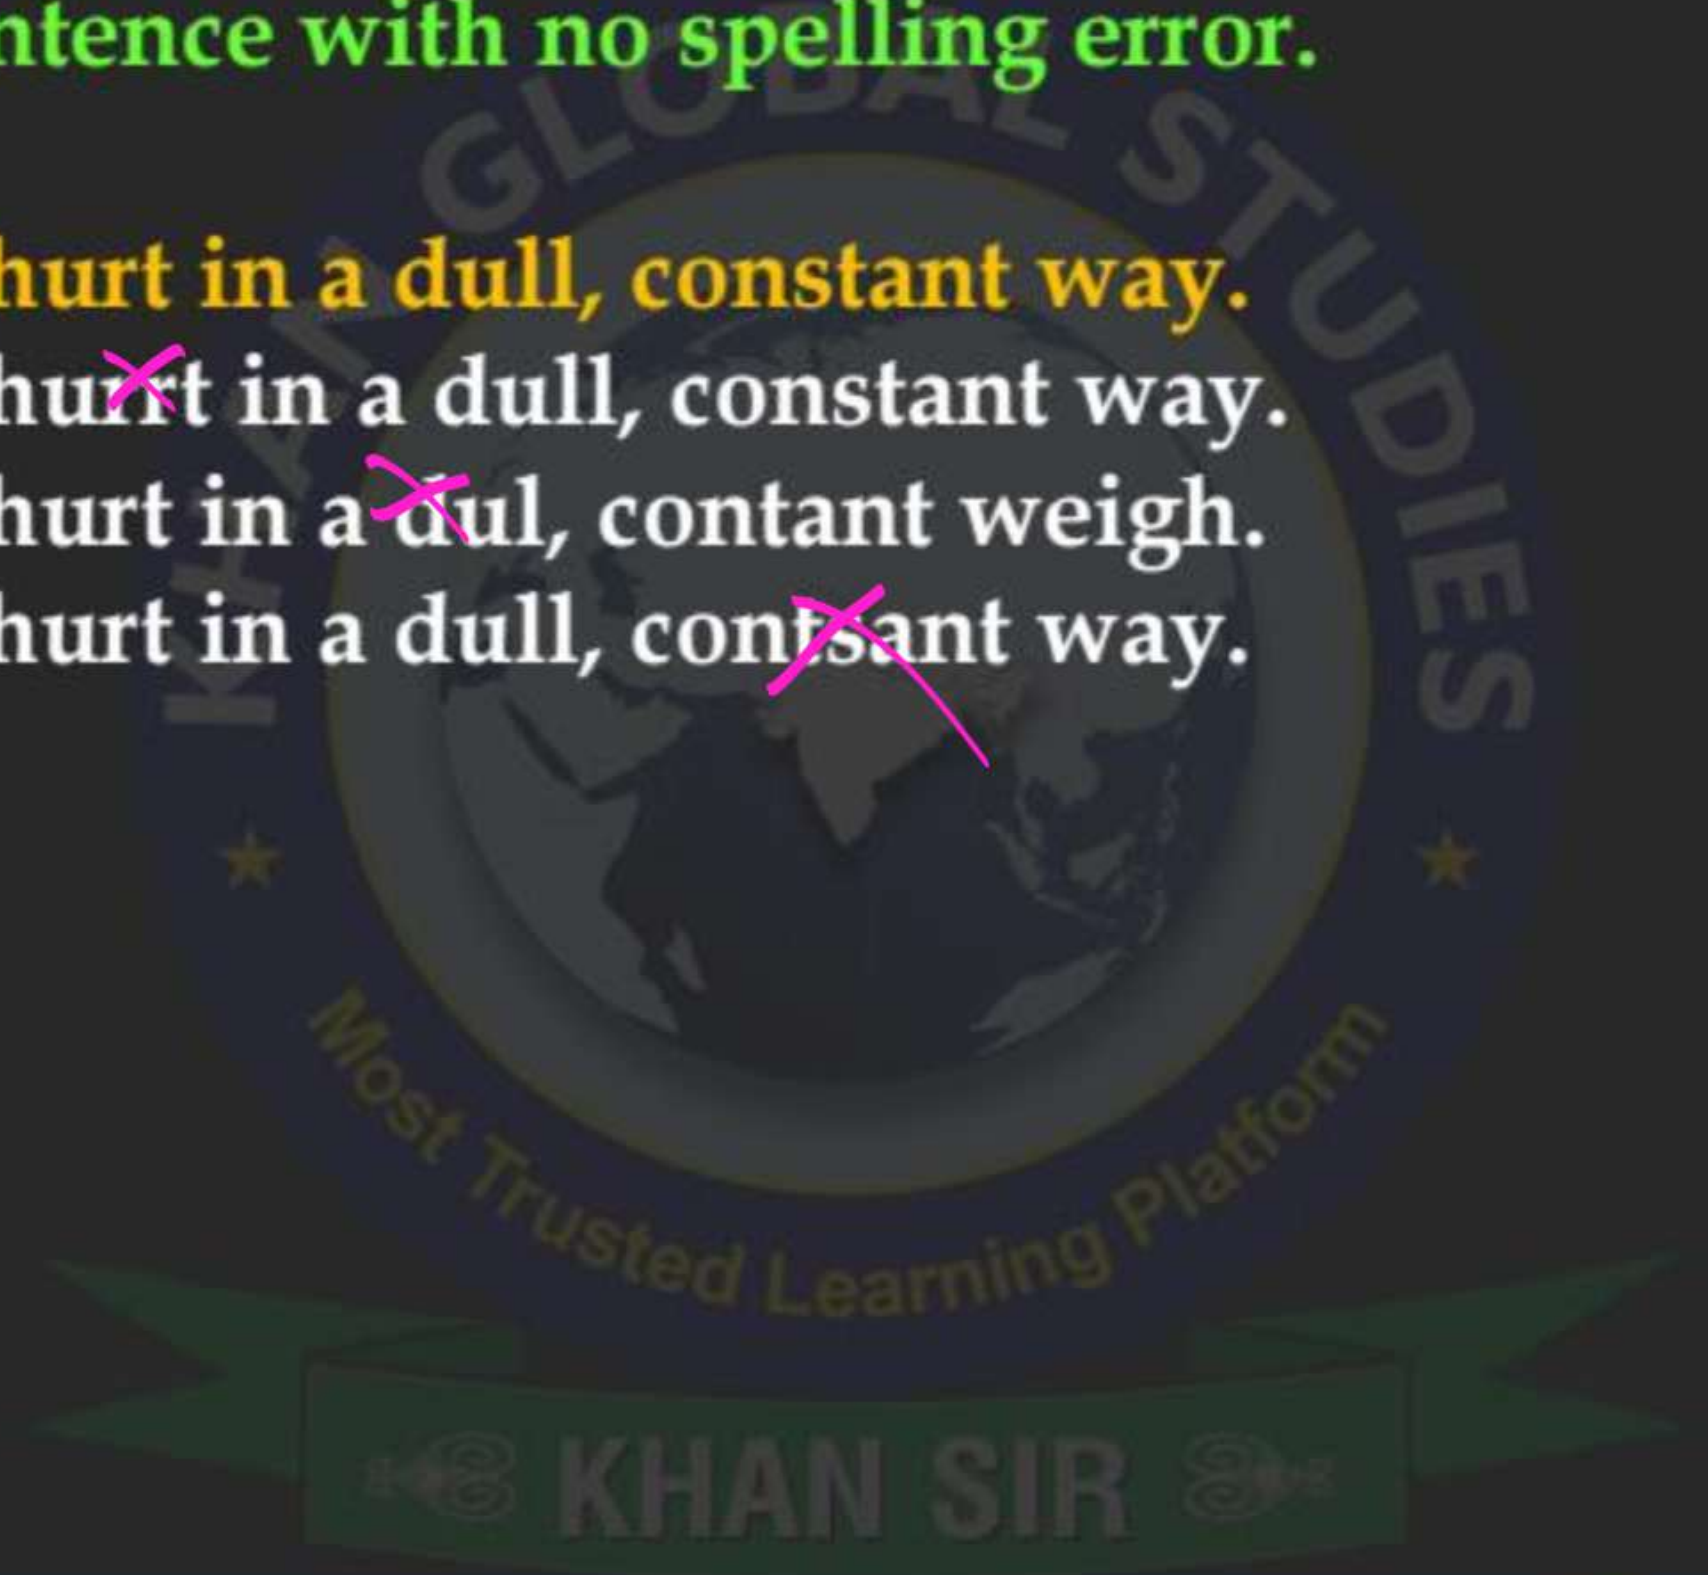 ntence with no spelling error.
hurt in a dull, constant way.
hurrt in a dull, constant way.
hurt in a dul, contant weigh.
hurt in a dull, contsant way.
KHAN GLOBAL STUDIES
Most Trusted Learning Platform
KHAN SIR